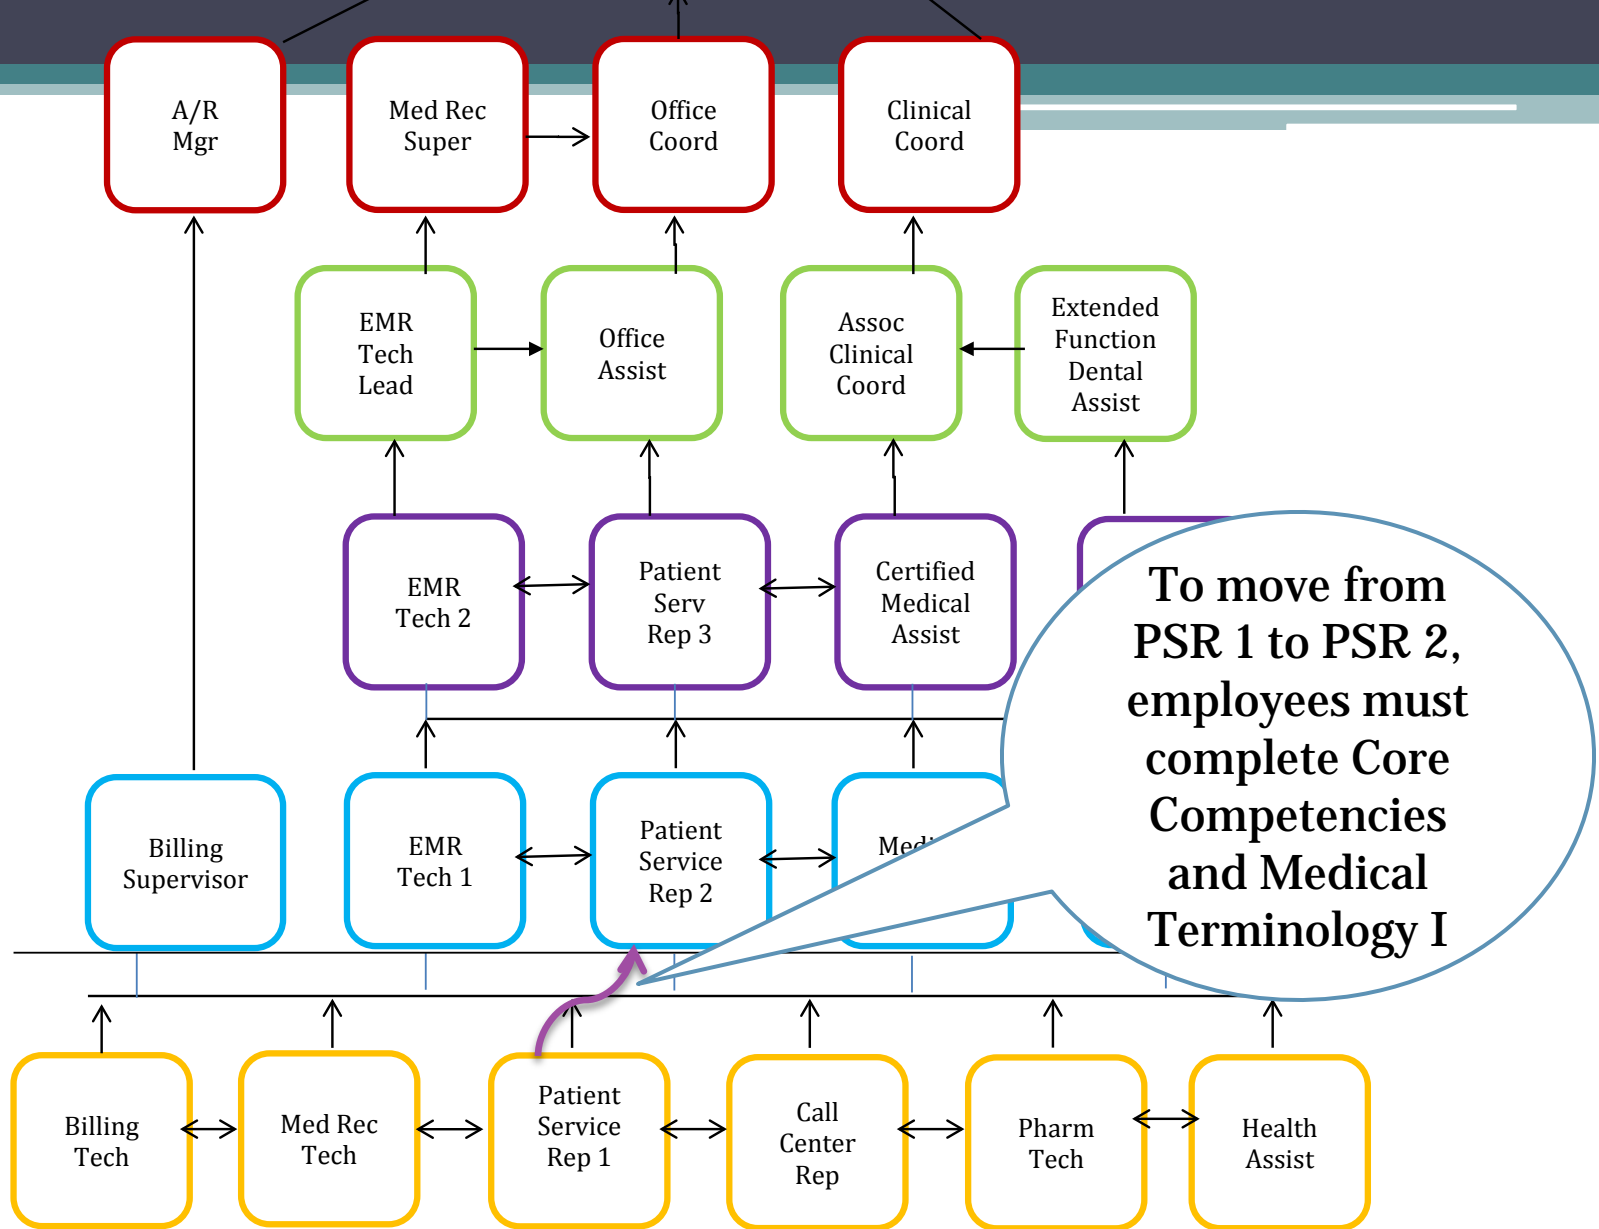 A/R
Mgr
Med Rec
Super
Office
Coord
Clinical
Coord
EMR
Tech
Lead
Office
Assist
Assoc
Clinical
Coord
Extended
Function
Dental
Assist
EMR
Tech 2
Patient
Serv
Rep 3
Certified
Medical
Assist
To move from
PSR 1 to PSR 2,
employees must
complete Core
Competencies
and Medical
Terminology I
Billing
Supervisor
EMR
Tech 1
Patient
Service
Rep 2
Billing
Tech
Med Rec
Tech
Patient
Service
Rep 1
Call
Center
Rep
Pharm
Tech
Health
Assist